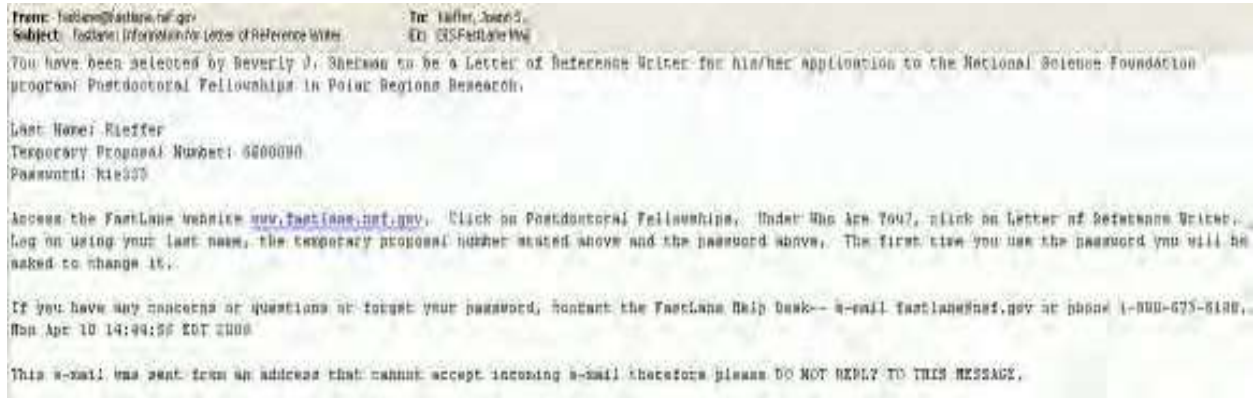 From: fastlane@fastlane.nsf.gov To: Kieffer, Joann S.
Subject: Fastlane: Information for Letter of Reference Writer Cc: FastLane
You have been selected by Beverly J. Sherman to be a Letter of Reference Writer for his/her application to the National Science Foundation
program: Postdoctoral Fellowships in Polar Regions Research.
Last Name: Kieffer
Temporary Proposal Number:
Password:
Access the FastLane website www.fastlane.nsf.gov. Click on Postdoctoral Fellowships. Under Who Are You?, click on Letter of Reference Writer.
Log on using your last name, the temporary proposal number stated above and the password above. The first time you use the password you will be
asked to change it.
If you have any concerns or questions or forget your password, contact the FastLane Help Desk-- e-mail fastlane@nsf.gov or phone
Mon Apr 10 EDT
This e-mail was sent from an address that cannot accept incoming e-mail therefore please DO NOT REPLY TO THIS MESSAGE.